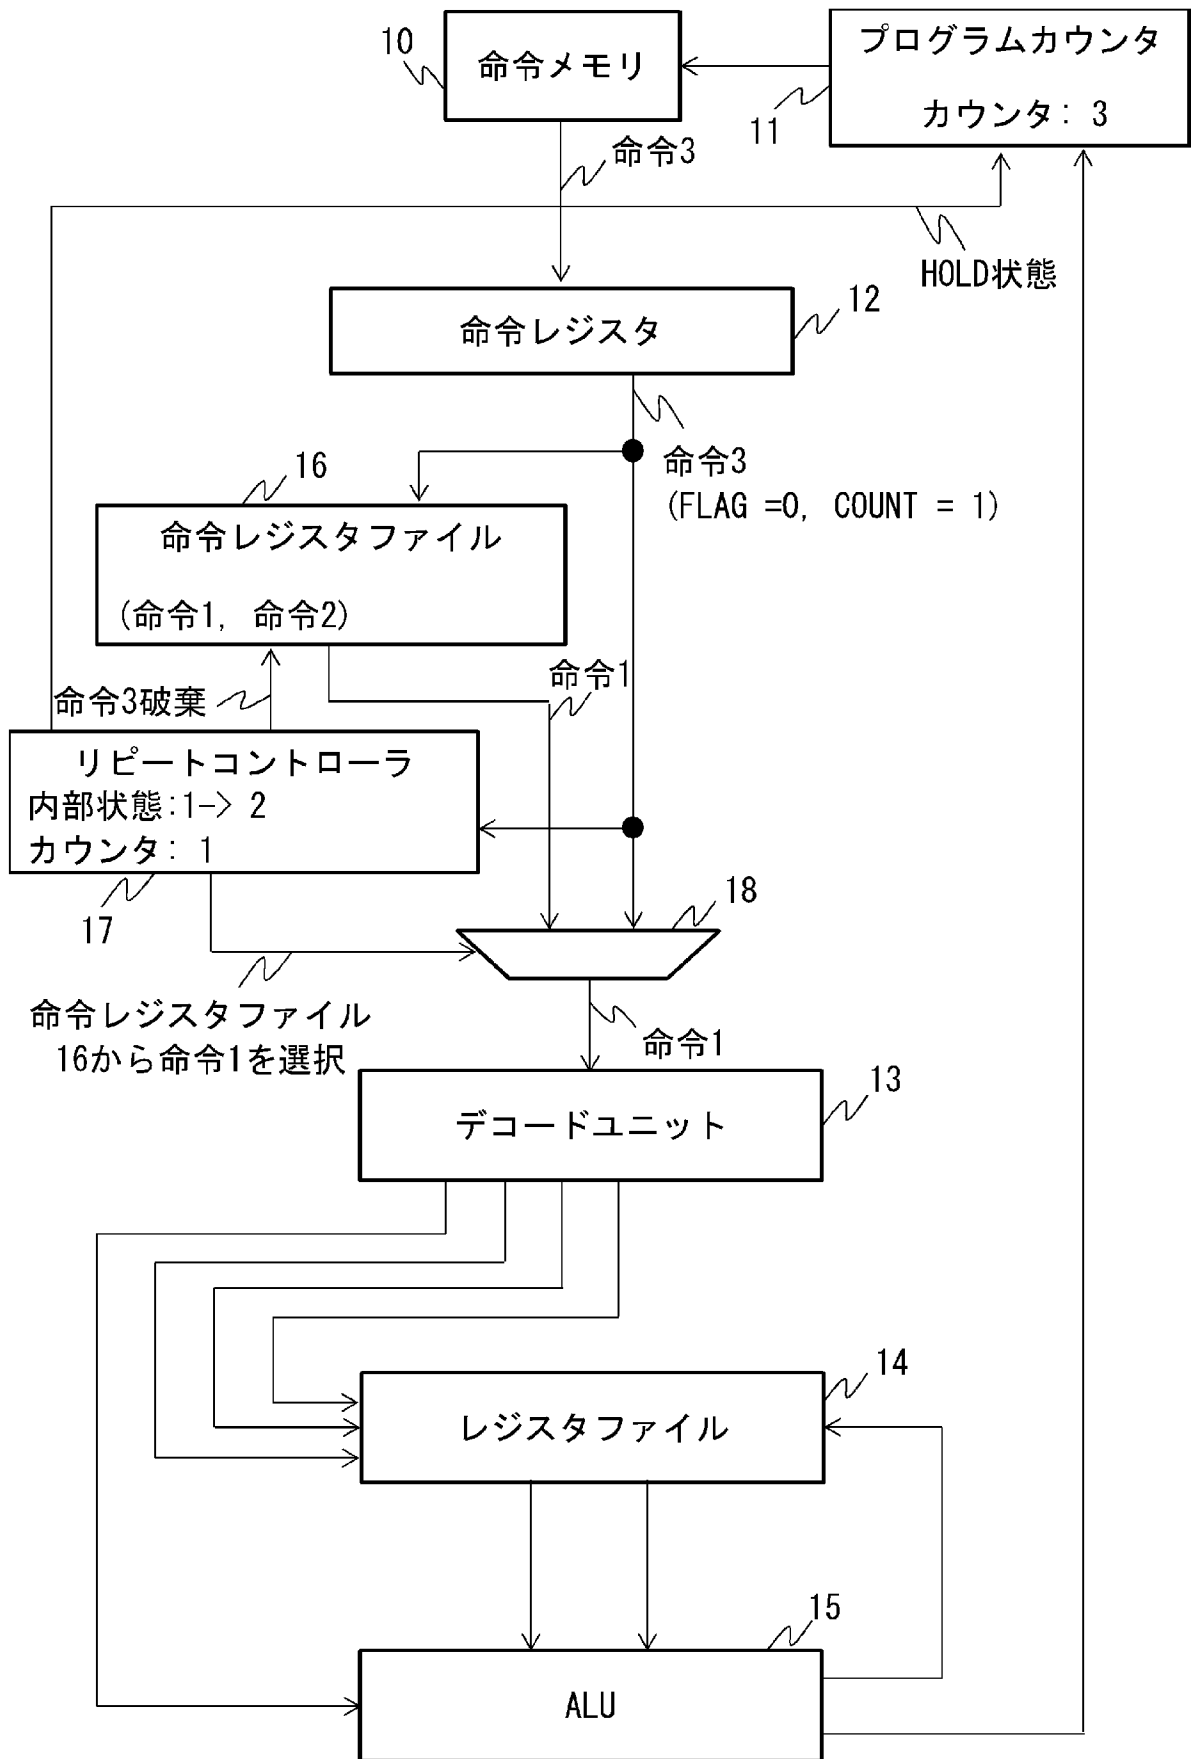 10
命令メモリ
プログラムカウンタ
カウンタ: 3
11
命令3
HOLD状態
12
命令レジスタ
命令3
(FLAG =0, COUNT = 1)
16
命令レジスタファイル
(命令1, 命令2)
命令1
命令3破棄
リピートコントローラ
内部状態:1-> 2
カウンタ: 1
17
18
命令レジスタファイル
16から命令1を選択
命令1
13
デコードユニット
14
レジスタファイル
15
ALU